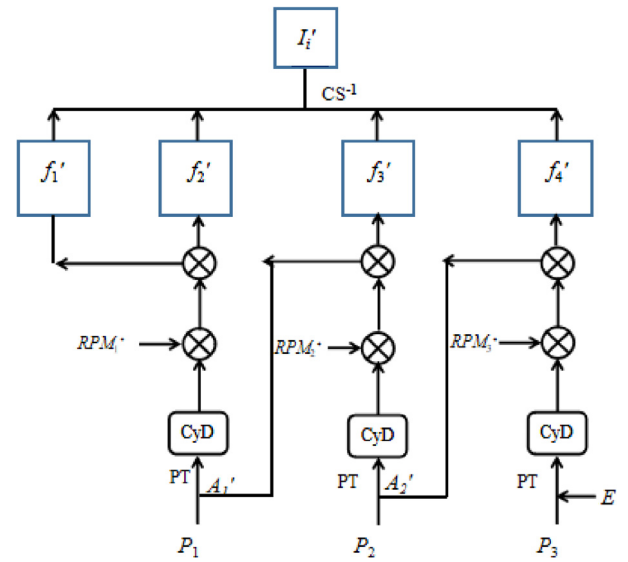 I_i′
CS⁻¹
f₁′ f₂′ f₃′ f₄′
RPM₁* RPM₂* RPM₃*
CyD CyD CyD
PT A₁′ PT A₂′ PT E
P₁ P₂ P₃